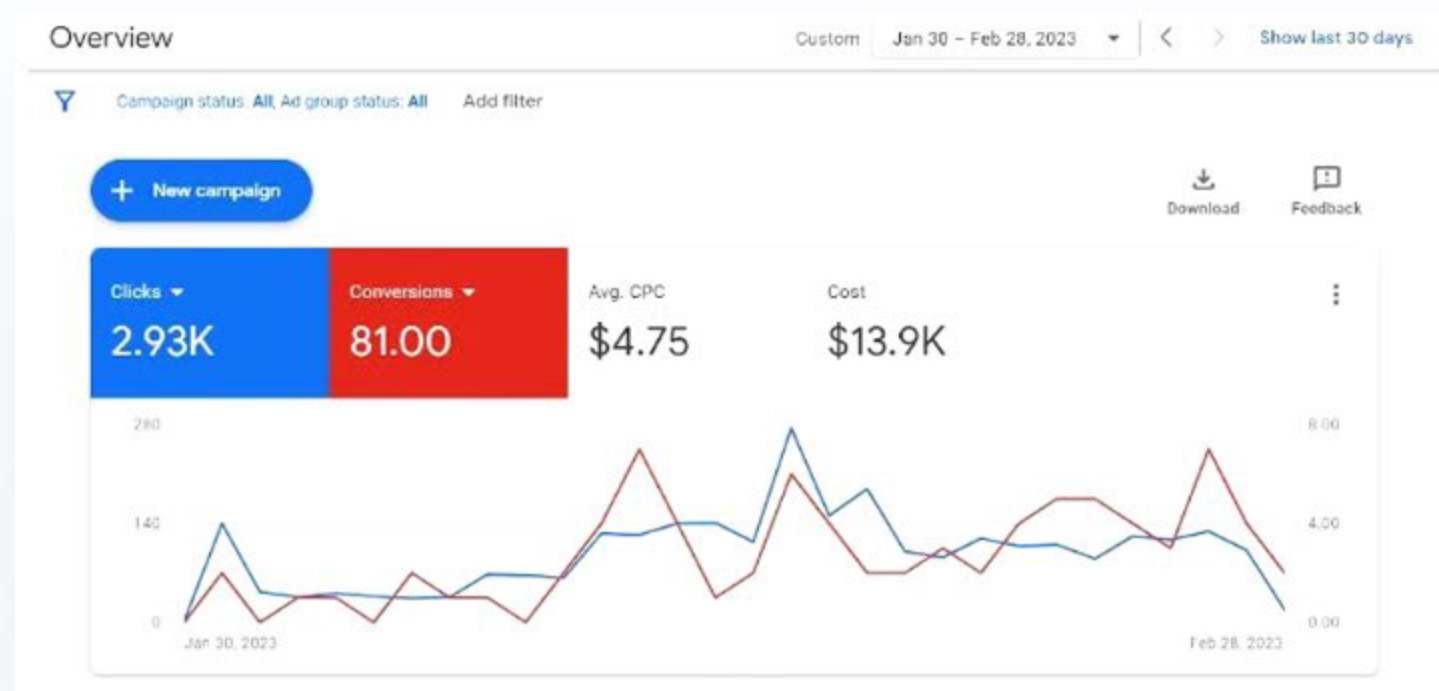 Overview
Custom Jan 30 – Feb 28, 2023 Show last 30 days
Campaign status: All, Ad group status: All Add filter
+ New campaign
Download Feedback
Clicks Conversions Avg. CPC Cost
2.93K 81.00 $4.75 $13.9K
280 8.00
140 4.00
0 0.00
Jan 30, 2023 Feb 28, 2023